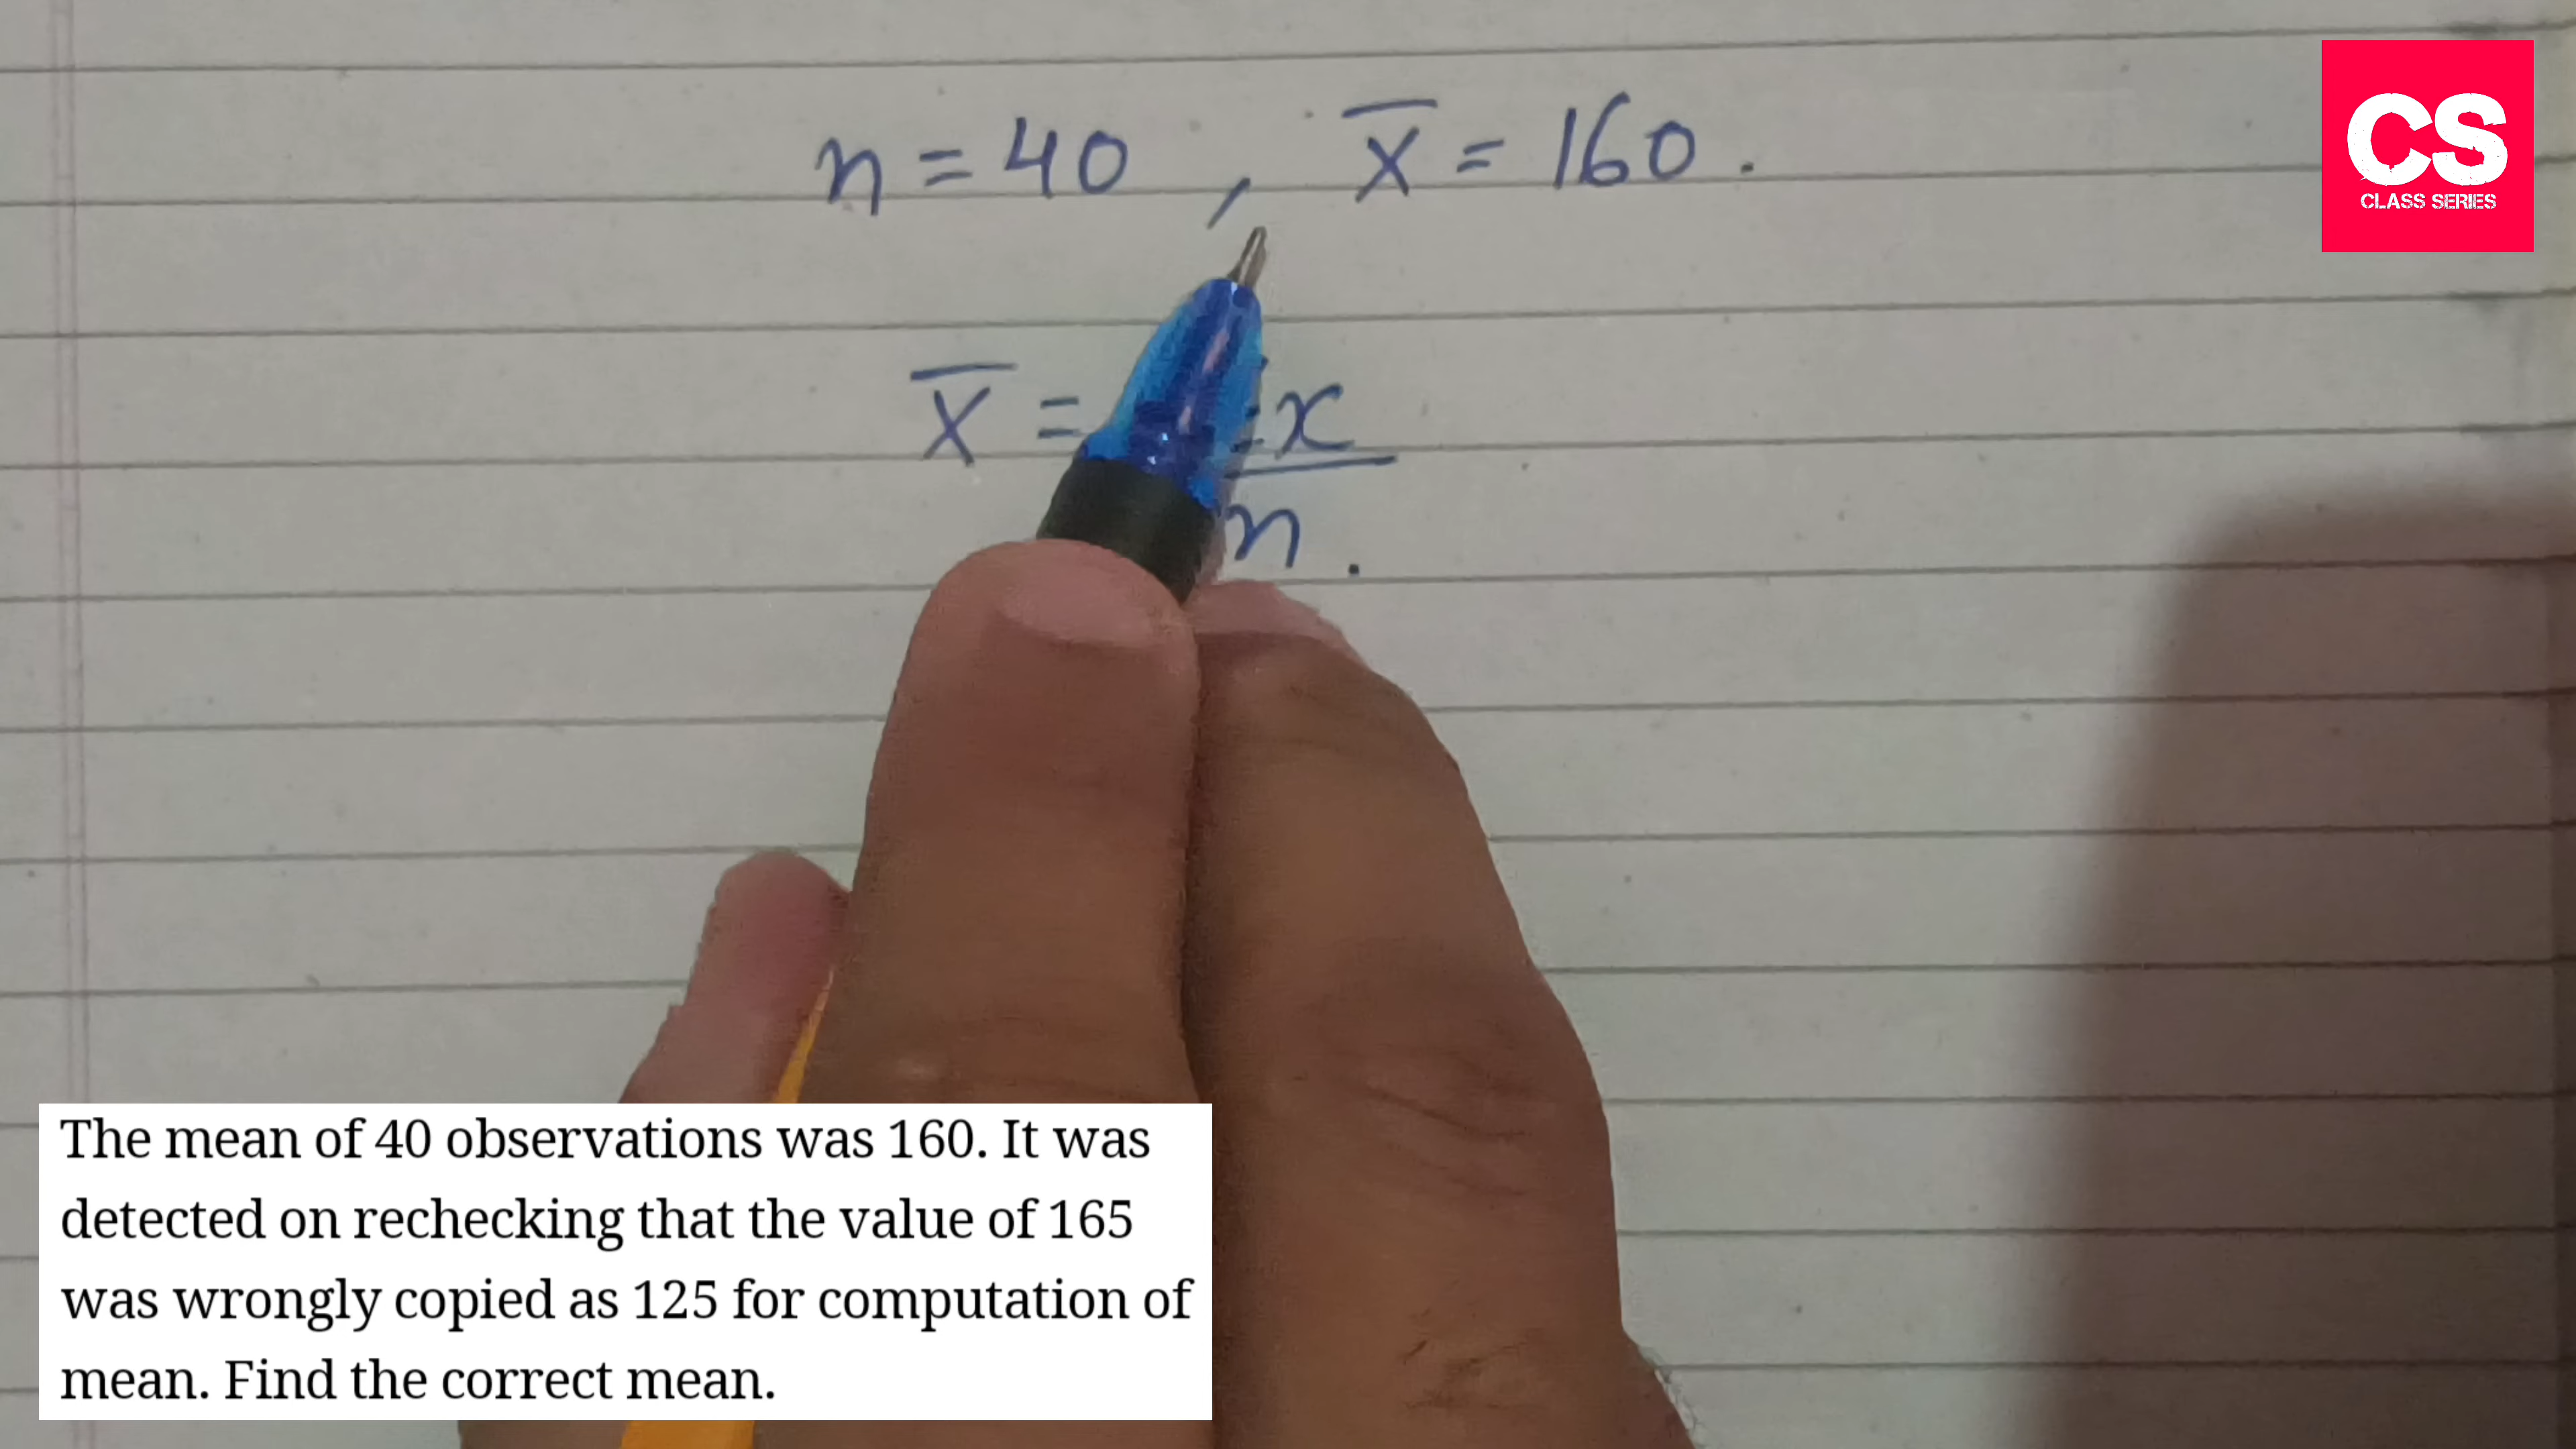 n = 40 , x̅ = 160 .
CS
CLASS SERIES
x̅ = x
n .
The mean of 40 observations was 160. It was
detected on rechecking that the value of 165
was wrongly copied as 125 for computation of
mean. Find the correct mean.